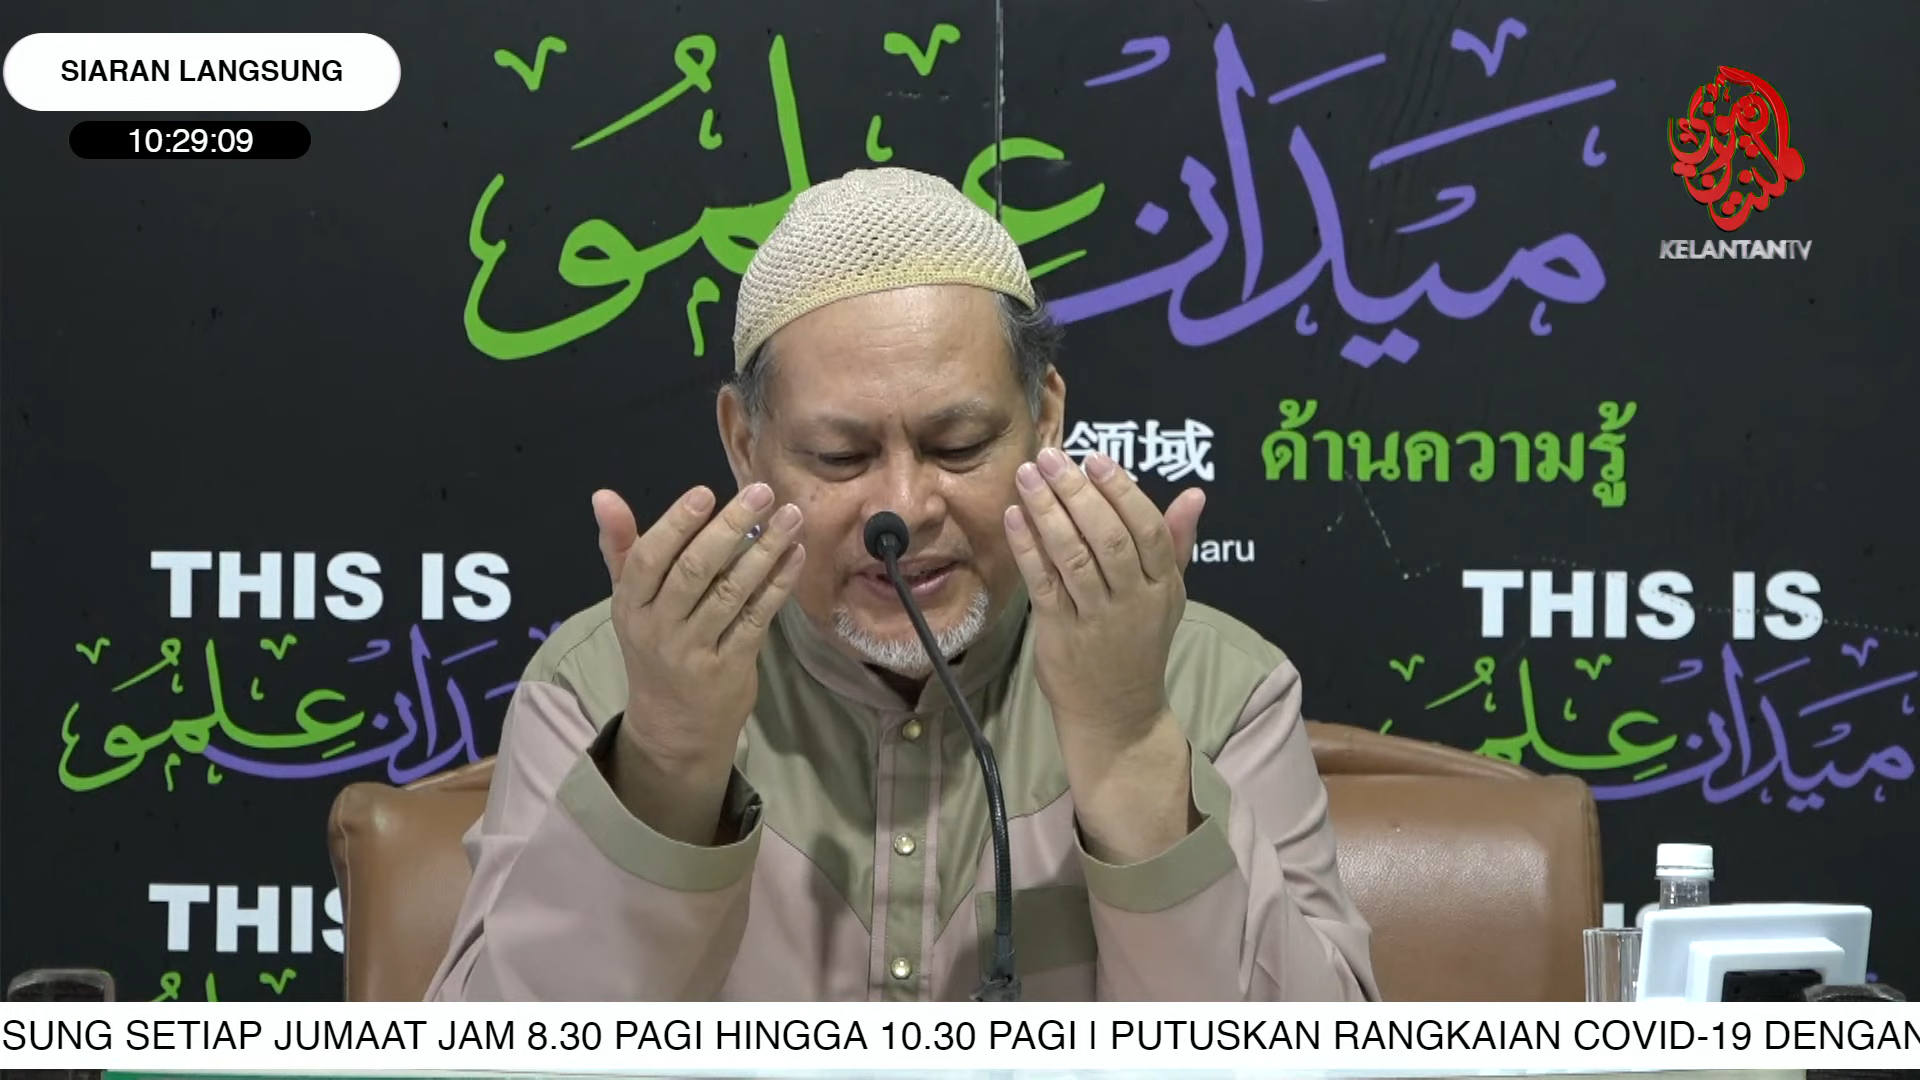 SIARAN LANGSUNG
10:29:09
ميدان علمو
KELANTANTV
领域 ด้านความรู้
haru
THIS IS
ميدان علمو
THIS IS
ميدان علمو
THIS
SUNG SETIAP JUMAAT JAM 8.30 PAGI HINGGA 10.30 PAGI | PUTUSKAN RANGKAIAN COVID-19 DENGAN